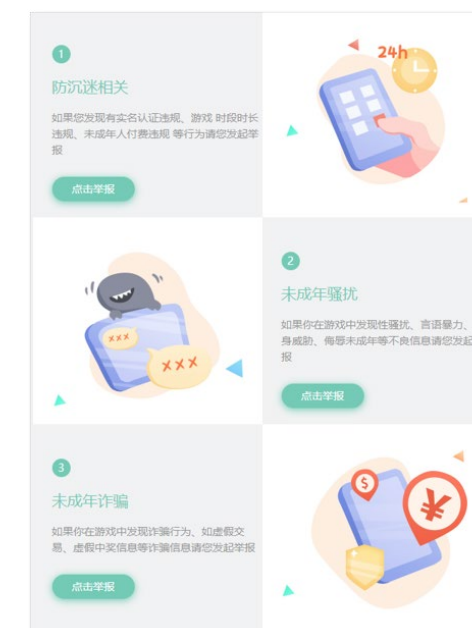 1
24h
防沉迷相关
如果您发现有实名认证违规、游戏 时段时长
违规、未成年人付费违规 等行为请您发起举
报
点击举报
2
未成年骚扰
如果你在游戏中发现性骚扰、言语暴力、
身威胁、侮辱未成年等不良信息请您发起
报
点击举报
xxx
xxx
3
未成年诈骗
如果你在游戏中发现诈骗行为、如虚假交
易、虚假中奖信息等诈骗信息请您发起举报
点击举报
$
¥